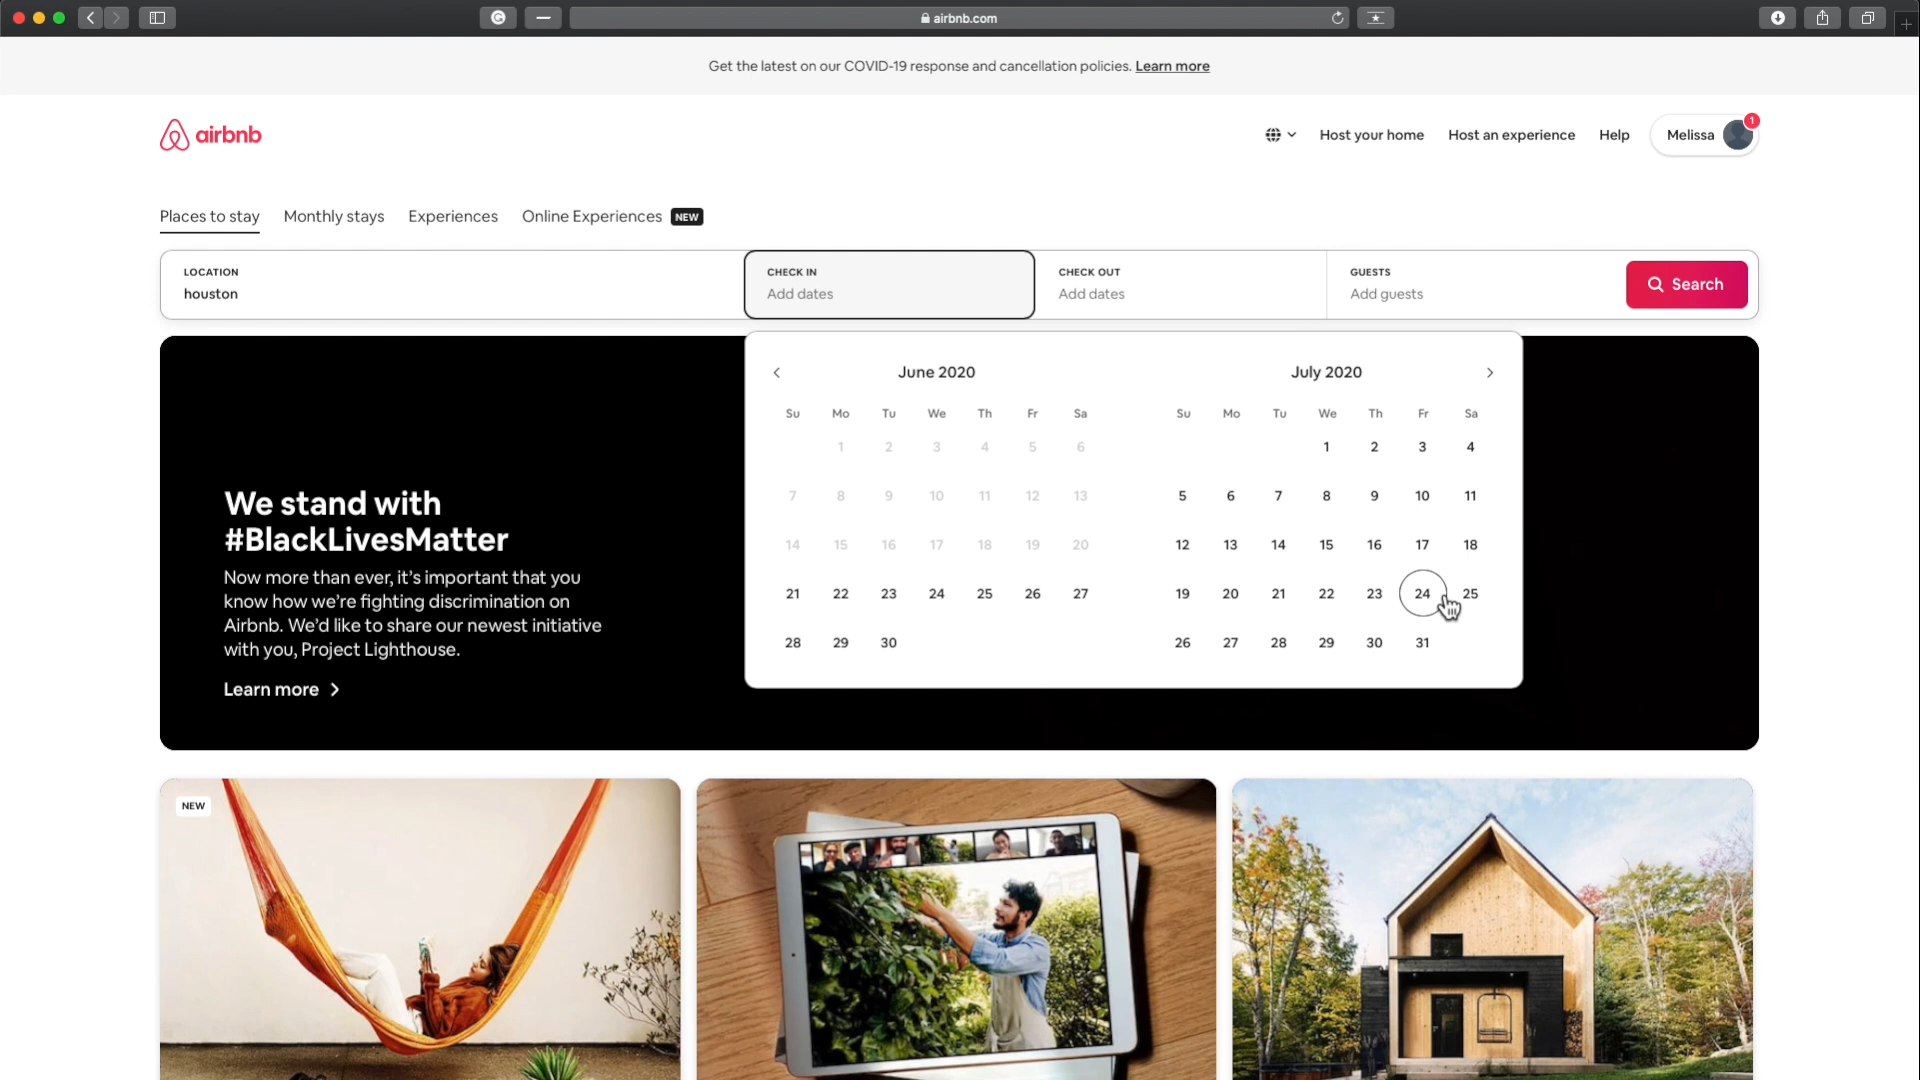 airbnb.com
Get the latest on our COVID-19 response and cancellation policies. Learn more
airbnb
Host your home
Host an experience
Help
Melissa
1
Places to stay
Monthly stays
Experiences
Online Experiences
NEW
LOCATION
houston
CHECK IN
Add dates
CHECK OUT
Add dates
GUESTS
Add guests
Search
June 2020
Su Mo Tu We Th Fr Sa
1 2 3 4 5 6
7 8 9 10 11 12 13
14 15 16 17 18 19 20
21 22 23 24 25 26 27
28 29 30
July 2020
Su Mo Tu We Th Fr Sa
1 2 3 4
5 6 7 8 9 10 11
12 13 14 15 16 17 18
19 20 21 22 23 24 25
26 27 28 29 30 31
We stand with
#BlackLivesMatter
Now more than ever, it's important that you
know how we're fighting discrimination on
Airbnb. We'd like to share our newest initiative
with you, Project Lighthouse.
Learn more
NEW